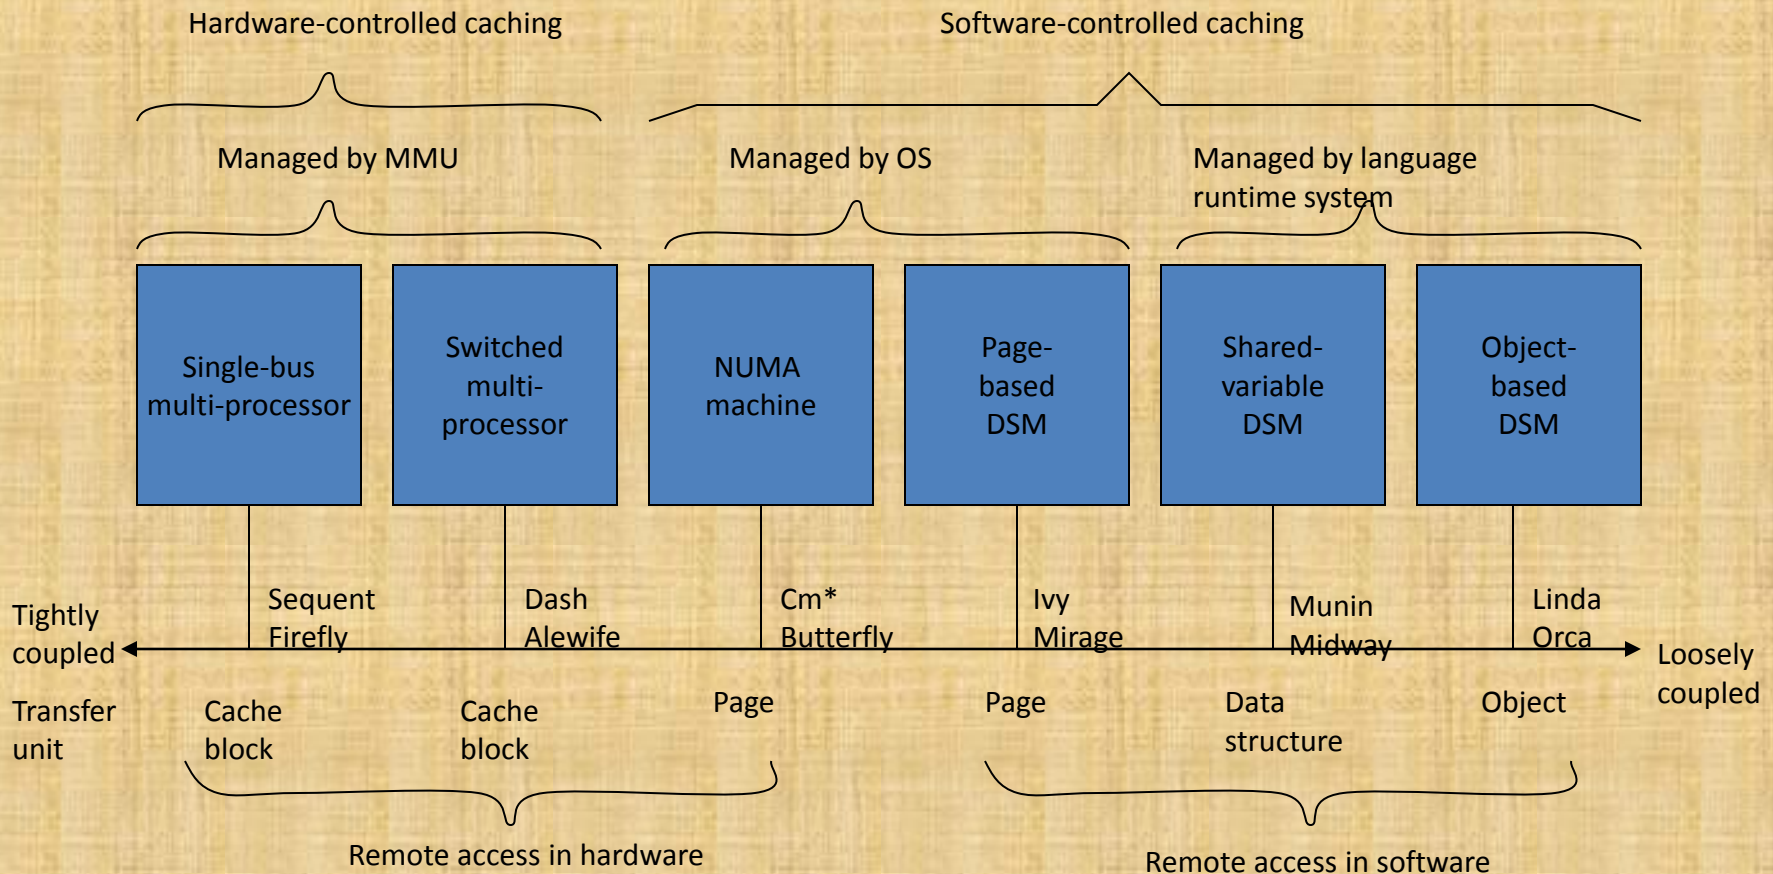 Hardware-controlled caching
Software-controlled caching
Managed by MMU
Managed by OS
Managed by language
runtime system
Single-bus
multi-processor
Switched
multi-
processor
NUMA
machine
Page-
based
DSM
Shared-
variable
DSM
Object-
based
DSM
Tightly
coupled
Sequent
Firefly
Dash
Alewife
Cm*
Butterfly
Ivy
Mirage
Munin
Midway
Linda
Orca
Loosely
coupled
Transfer
unit
Cache
block
Cache
block
Page
Page
Data
structure
Object
Remote access in hardware
Remote access in software